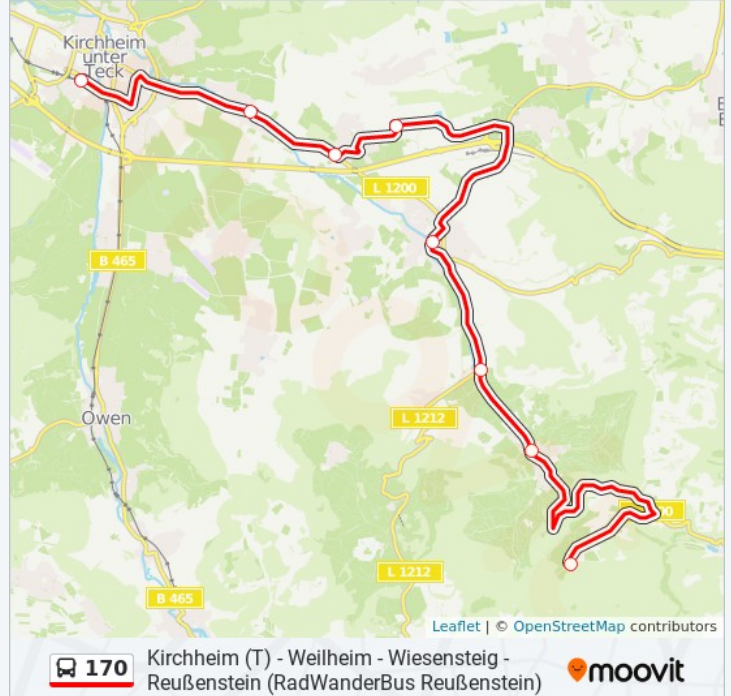 Kirchheim
unter
Teck
L 1200
B 465
Owen
L 1212
00
L 1212
B 465
Leaflet | © OpenStreetMap contributors
170
Kirchheim (T) - Weilheim - Wiesensteig -
Reußenstein (RadWanderBus Reußenstein)
moovit